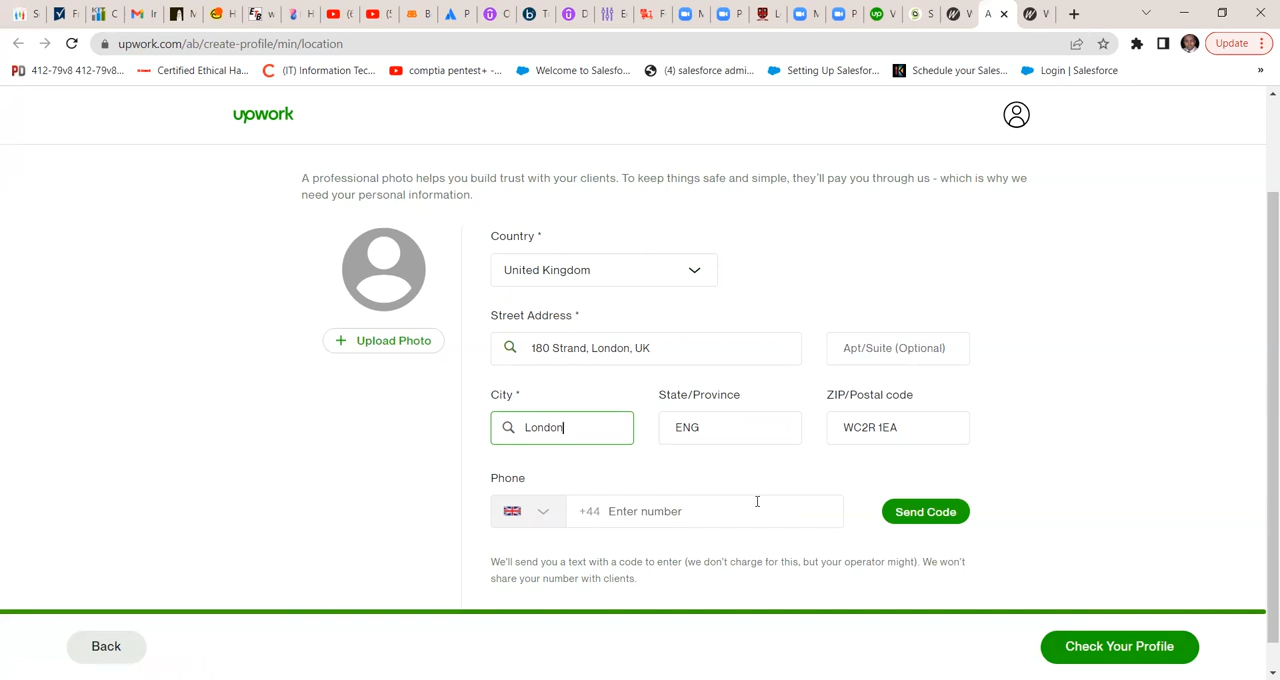 upwork.com/ab/create-profile/min/location
Update
412-79v8 412-79v8...
Certified Ethical Ha...
(IT) Information Tec...
comptia pentest+ -...
Welcome to Salesfo...
(4) salesforce admi...
Setting Up Salesfor...
Schedule your Sales...
Login | Salesforce
upwork
A professional photo helps you build trust with your clients. To keep things safe and simple, they'll pay you through us - which is why we
need your personal information.
Country *
United Kingdom
Street Address *
180 Strand, London, UK
Apt/Suite (Optional)
+ Upload Photo
City *
State/Province
ZIP/Postal code
London
ENG
WC2R 1EA
Phone
+44 Enter number
Send Code
We'll send you a text with a code to enter (we don't charge for this, but your operator might). We won't
share your number with clients.
Back
Check Your Profile